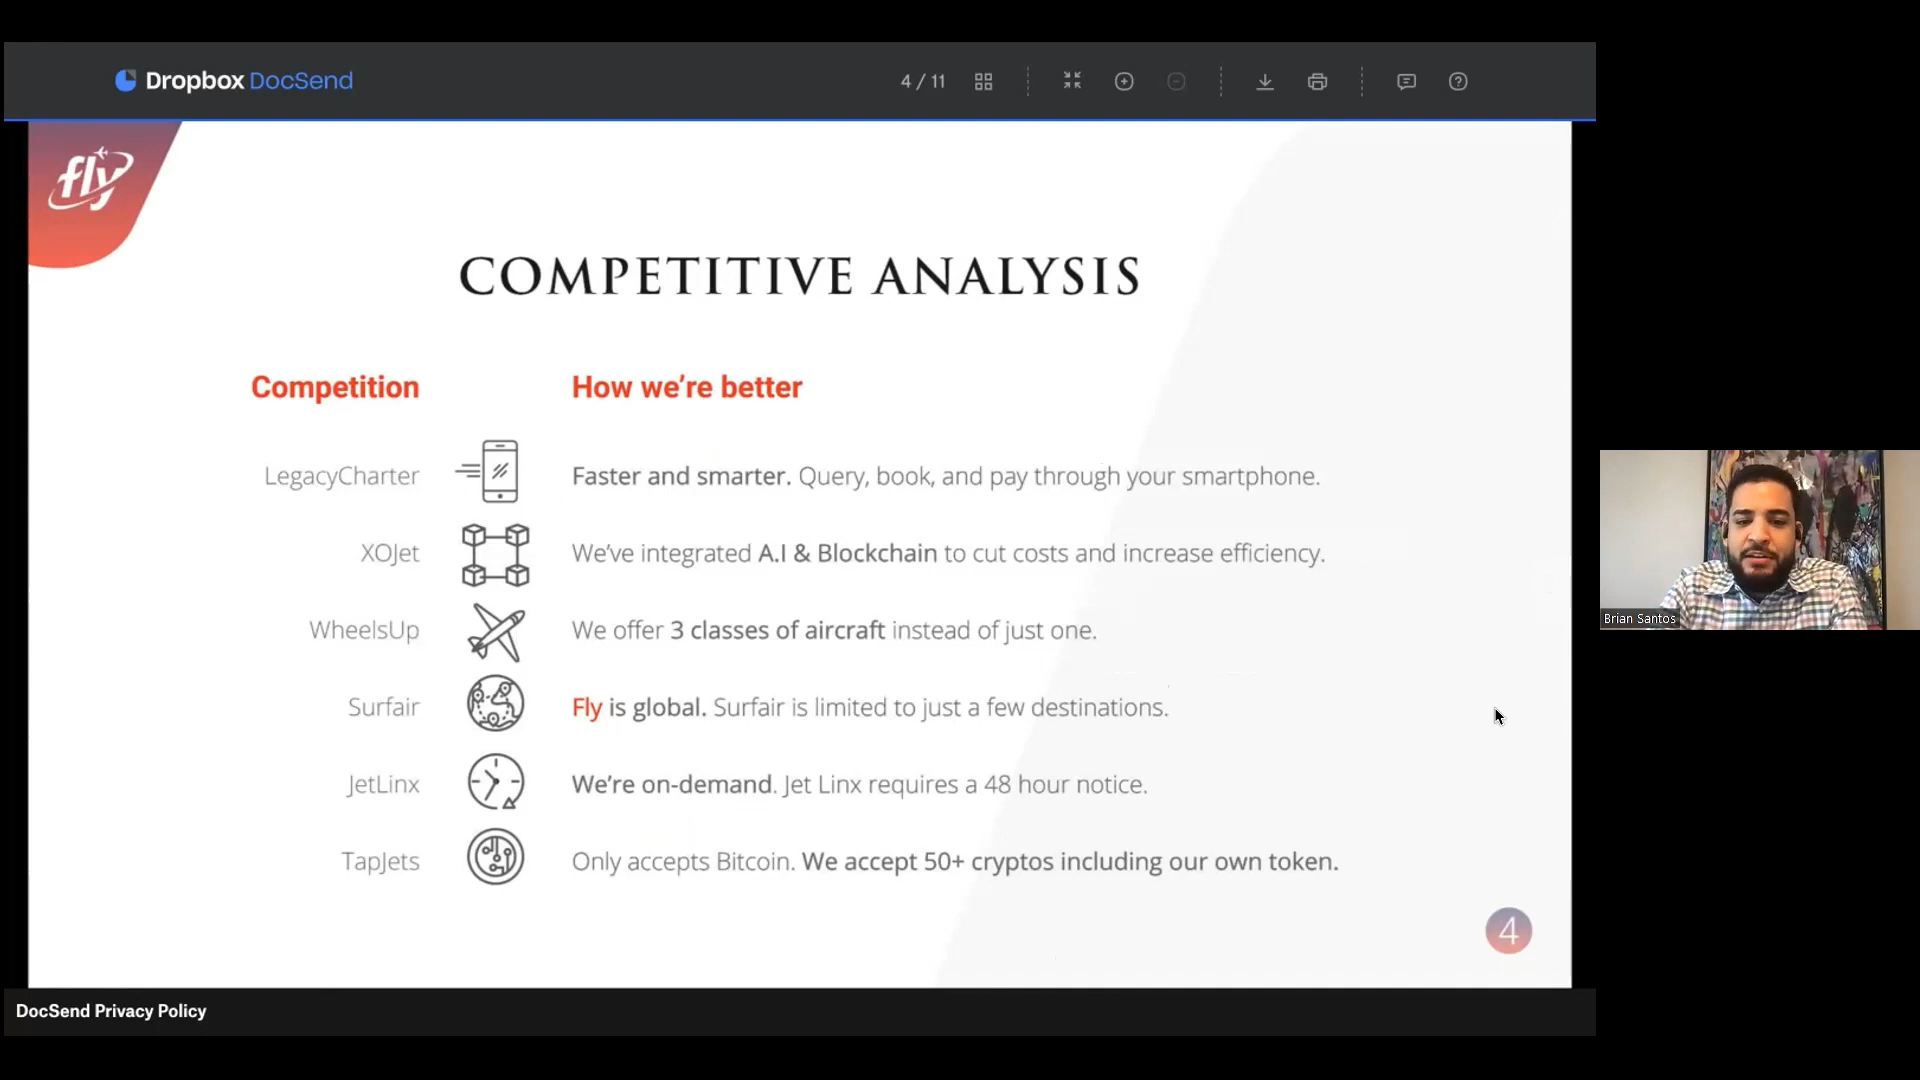 Dropbox DocSend
4 / 11
fly
COMPETITIVE ANALYSIS
Competition
How we're better
LegacyCharter
Faster and smarter. Query, book, and pay through your smartphone.
XOJet
We've integrated A.I & Blockchain to cut costs and increase efficiency.
WheelsUp
We offer 3 classes of aircraft instead of just one.
Surfair
Fly is global. Surfair is limited to just a few destinations.
JetLinx
We're on-demand. Jet Linx requires a 48 hour notice.
TapJets
Only accepts Bitcoin. We accept 50+ cryptos including our own token.
4
Brian Santos
DocSend Privacy Policy